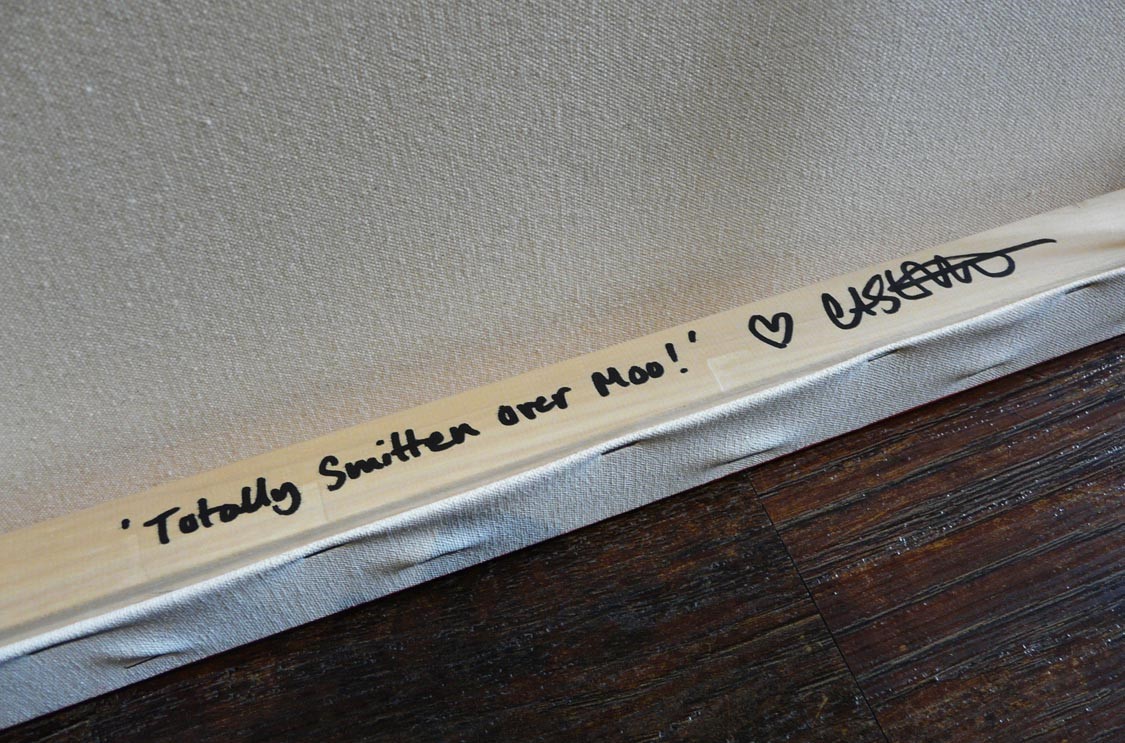 'Totally Smitten over Moo!' ♡